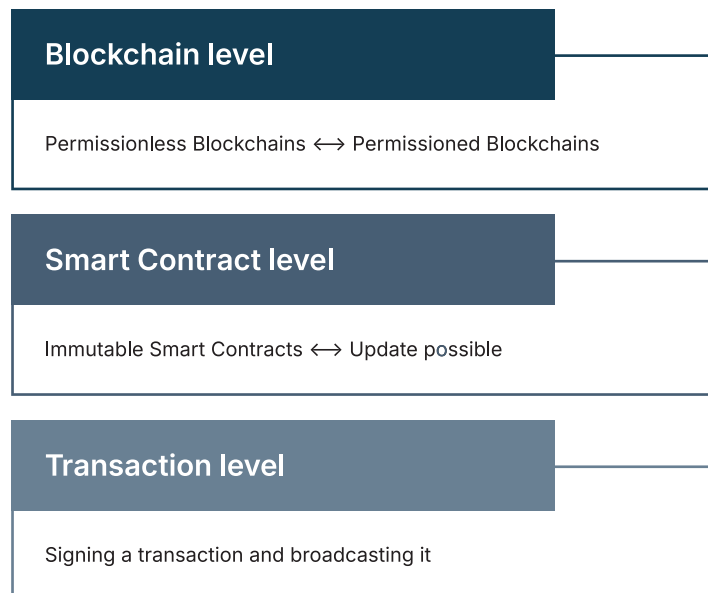 Blockchain level
Permissionless Blockchains ⟷ Permissioned Blockchains
Smart Contract level
Immutable Smart Contracts ⟷ Update possible
Transaction level
Signing a transaction and broadcasting it